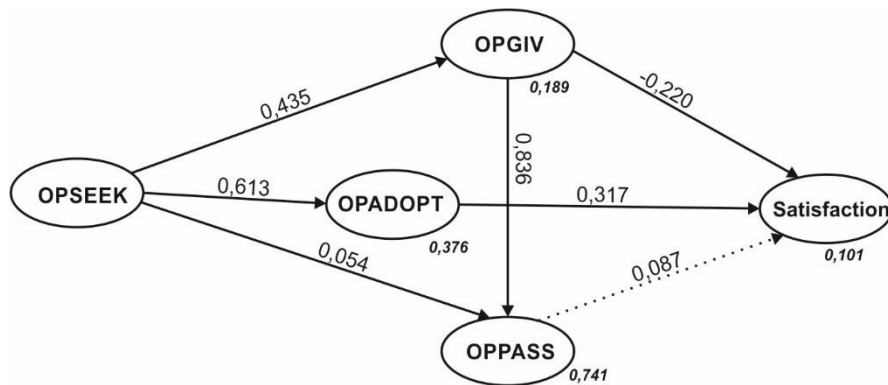 OPGIV
0,189
-0,220
0,435
0,836
OPSEEK
0,613
OPADOPT
0,376
0,317
Satisfaction
0,101
0,054
0,087
OPPASS
0,741